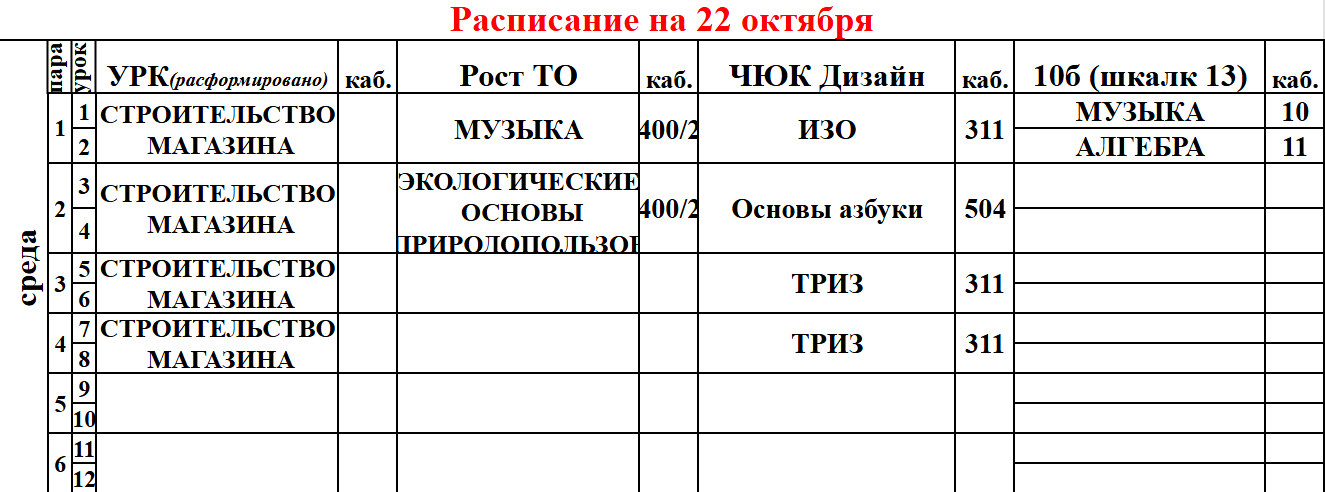 Расписание на 22 октября
пара урок УРК(расформировано) каб. Рост ТО каб. ЧЮК Дизайн каб. 10б (шкалк 13) каб.
среда
1 1 СТРОИТЕЛЬСТВО МАГАЗИНА МУЗЫКА 400/2 ИЗО 311 МУЗЫКА 10
2 АЛГЕБРА 11
2 3 СТРОИТЕЛЬСТВО МАГАЗИНА ЭКОЛОГИЧЕСКИЕ ОСНОВЫ ПРИРОДОПОЛЬЗОВ 400/2 Основы азбуки 504
4
3 5 СТРОИТЕЛЬСТВО МАГАЗИНА ТРИЗ 311
6
4 7 СТРОИТЕЛЬСТВО МАГАЗИНА ТРИЗ 311
8
5 9
10
6 11
12